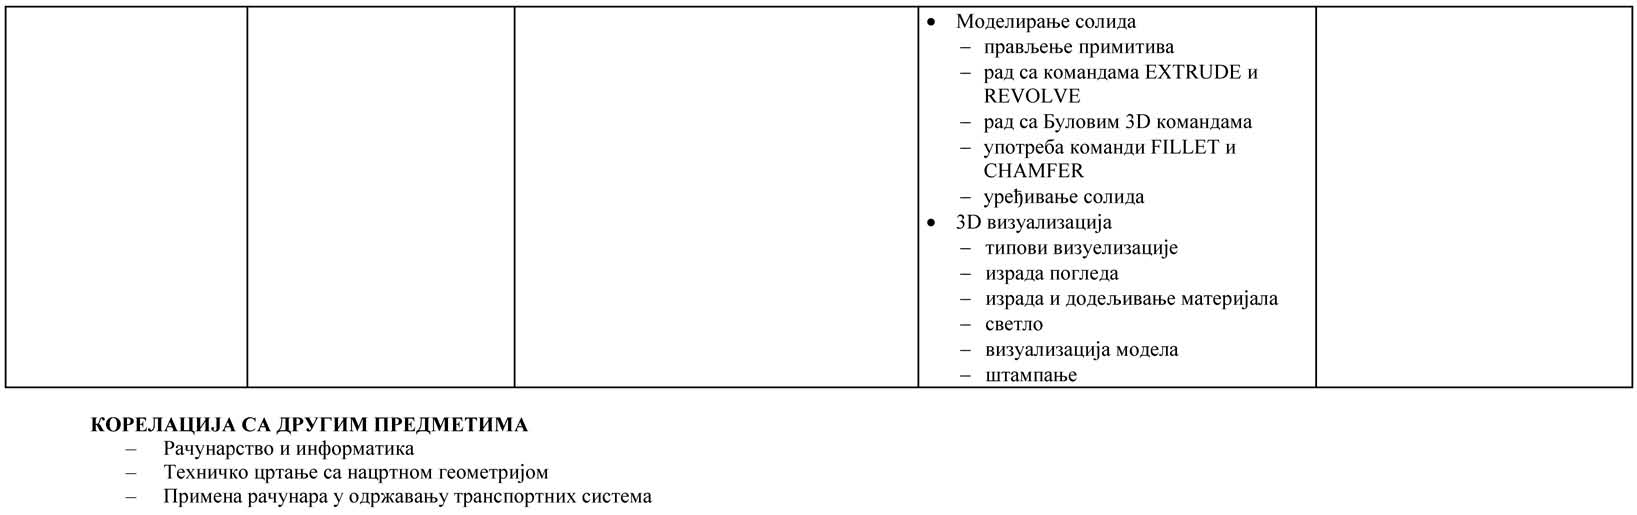 • Моделирање солида
– прављење примитива
– рад са командама EXTRUDE и
REVOLVE
– рад са Буловим 3D командама
– употреба команди FILLET и
CHAMFER
– уређивање солида
• 3D визуализација
– типови визуелизације
– израда погледа
– израда и додељивање материјала
– светло
– визуализација модела
– штампање
КОРЕЛАЦИЈА СА ДРУГИМ ПРЕДМЕТИМА
– Рачунарство и информатика
– Техничко цртање са нацртном геометријом
– Примена рачунара у одржавању транспортних система